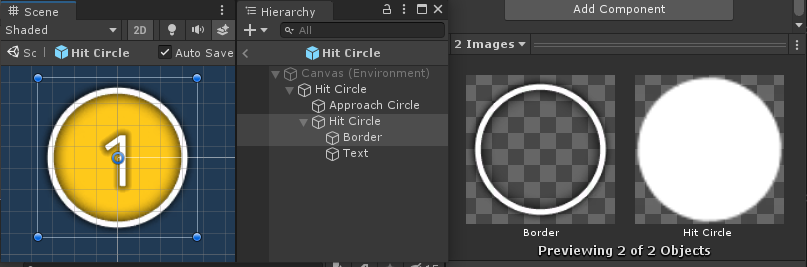 Scene
Shaded
2D
Sc
Hit Circle
Auto Save
1
Hierarchy
All
Hit Circle
Canvas (Environment)
Hit Circle
Approach Circle
Hit Circle
Border
Text
Add Component
2 Images
Border
Hit Circle
Previewing 2 of 2 Objects